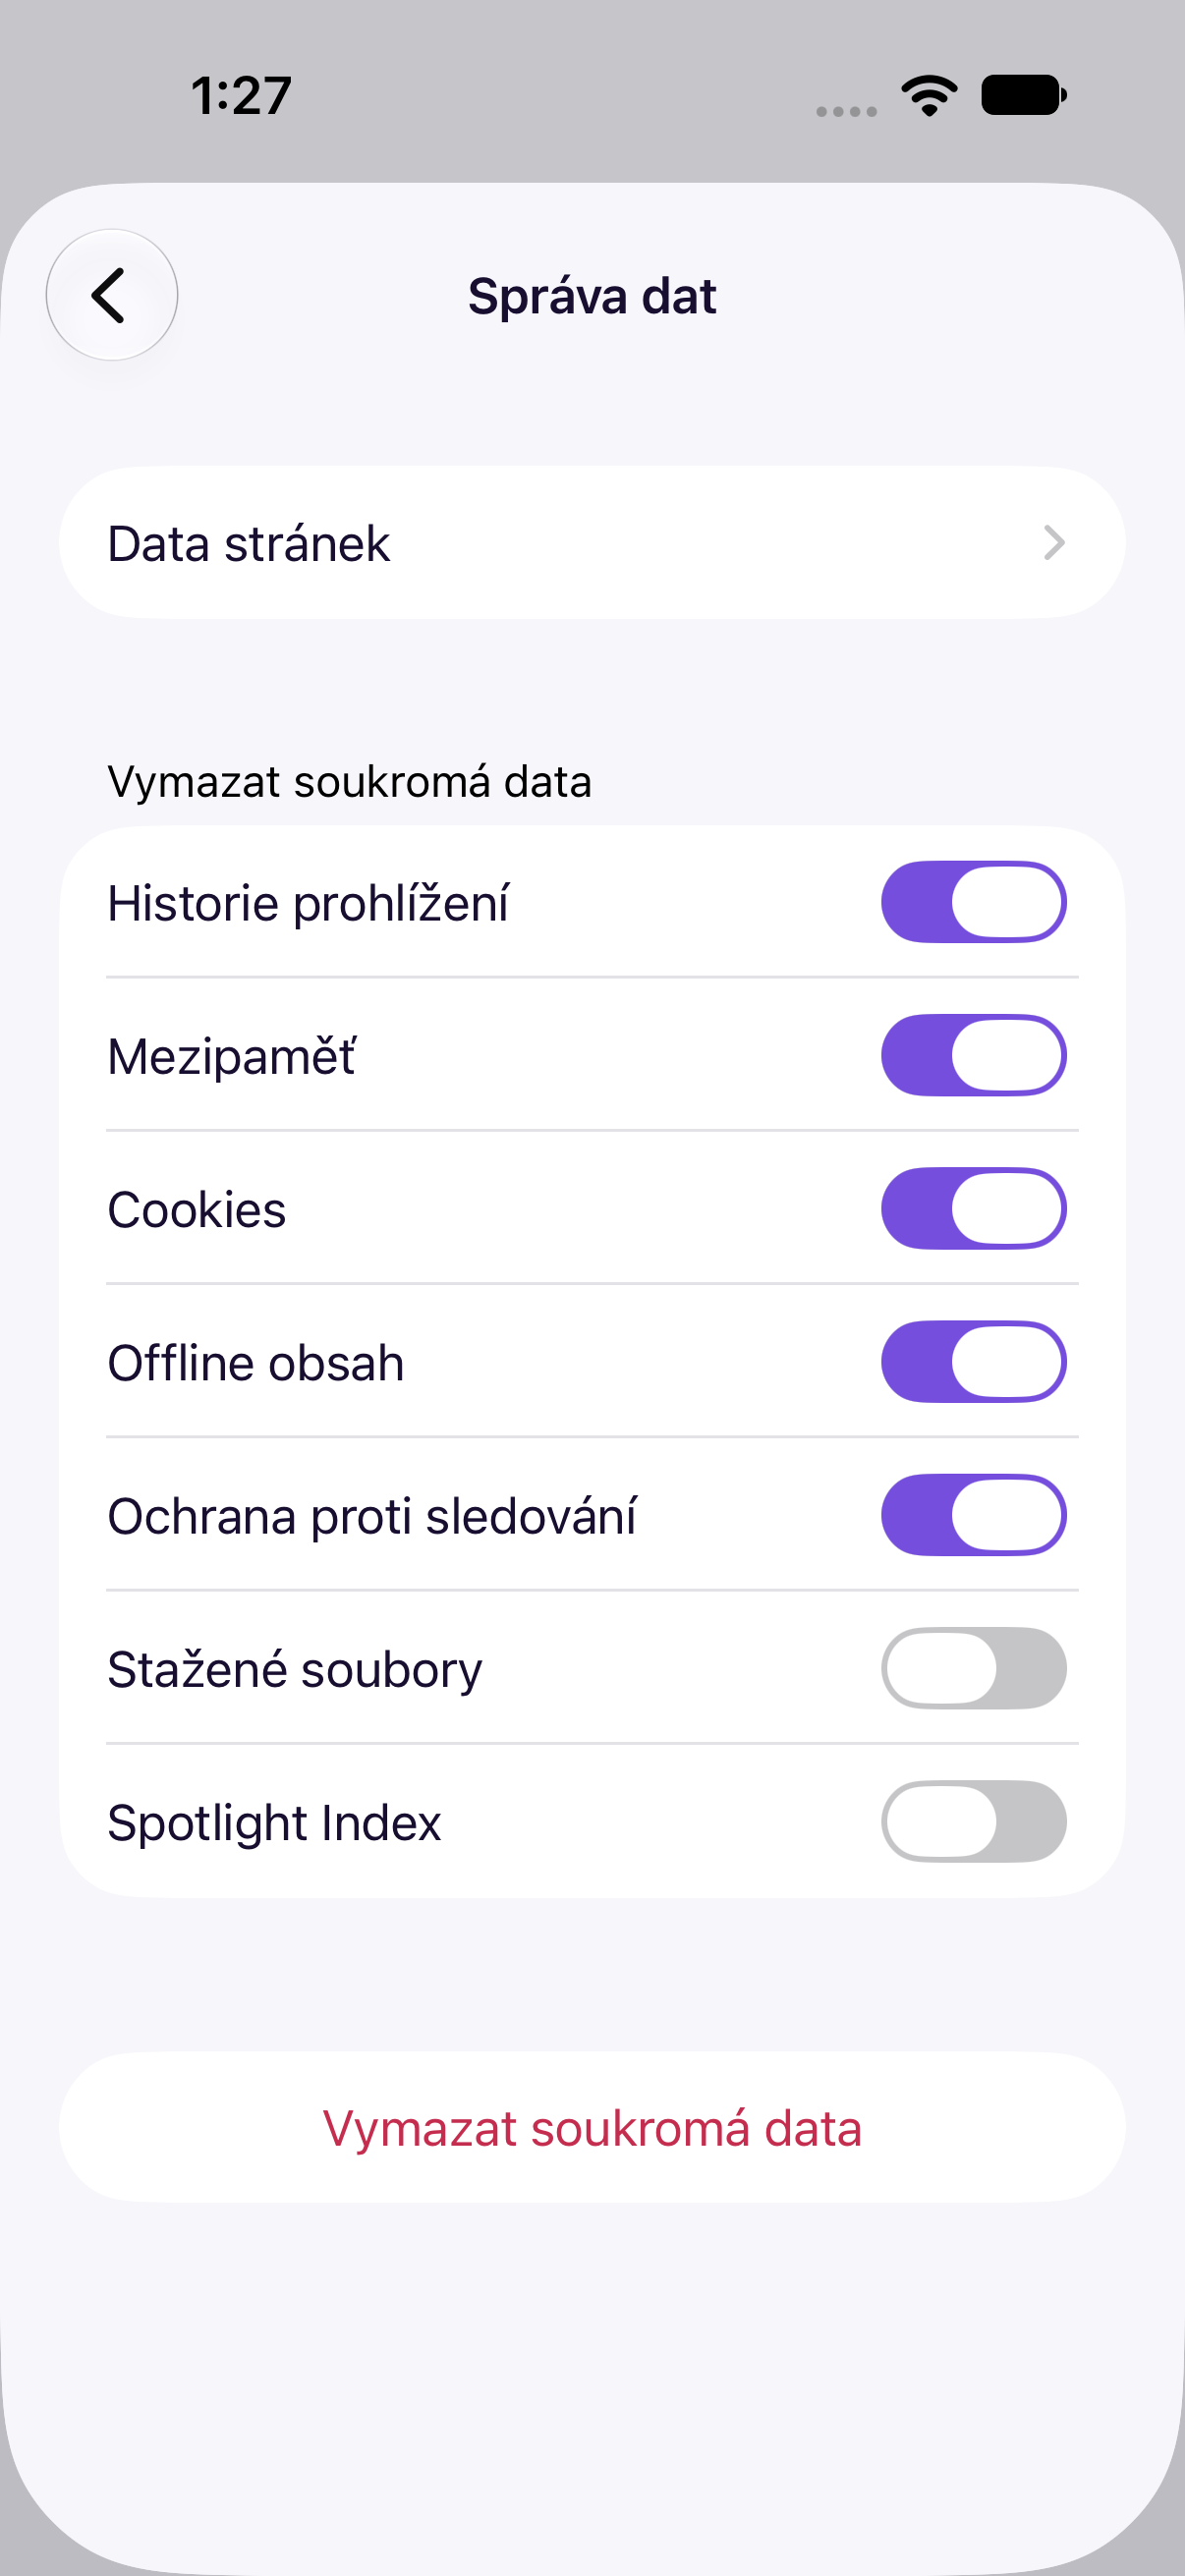 1:27
Správa dat
Data stránek
Vymazat soukromá data
Historie prohlížení
Mezipaměť
Cookies
Offline obsah
Ochrana proti sledování
Stažené soubory
Spotlight Index
Vymazat soukromá data